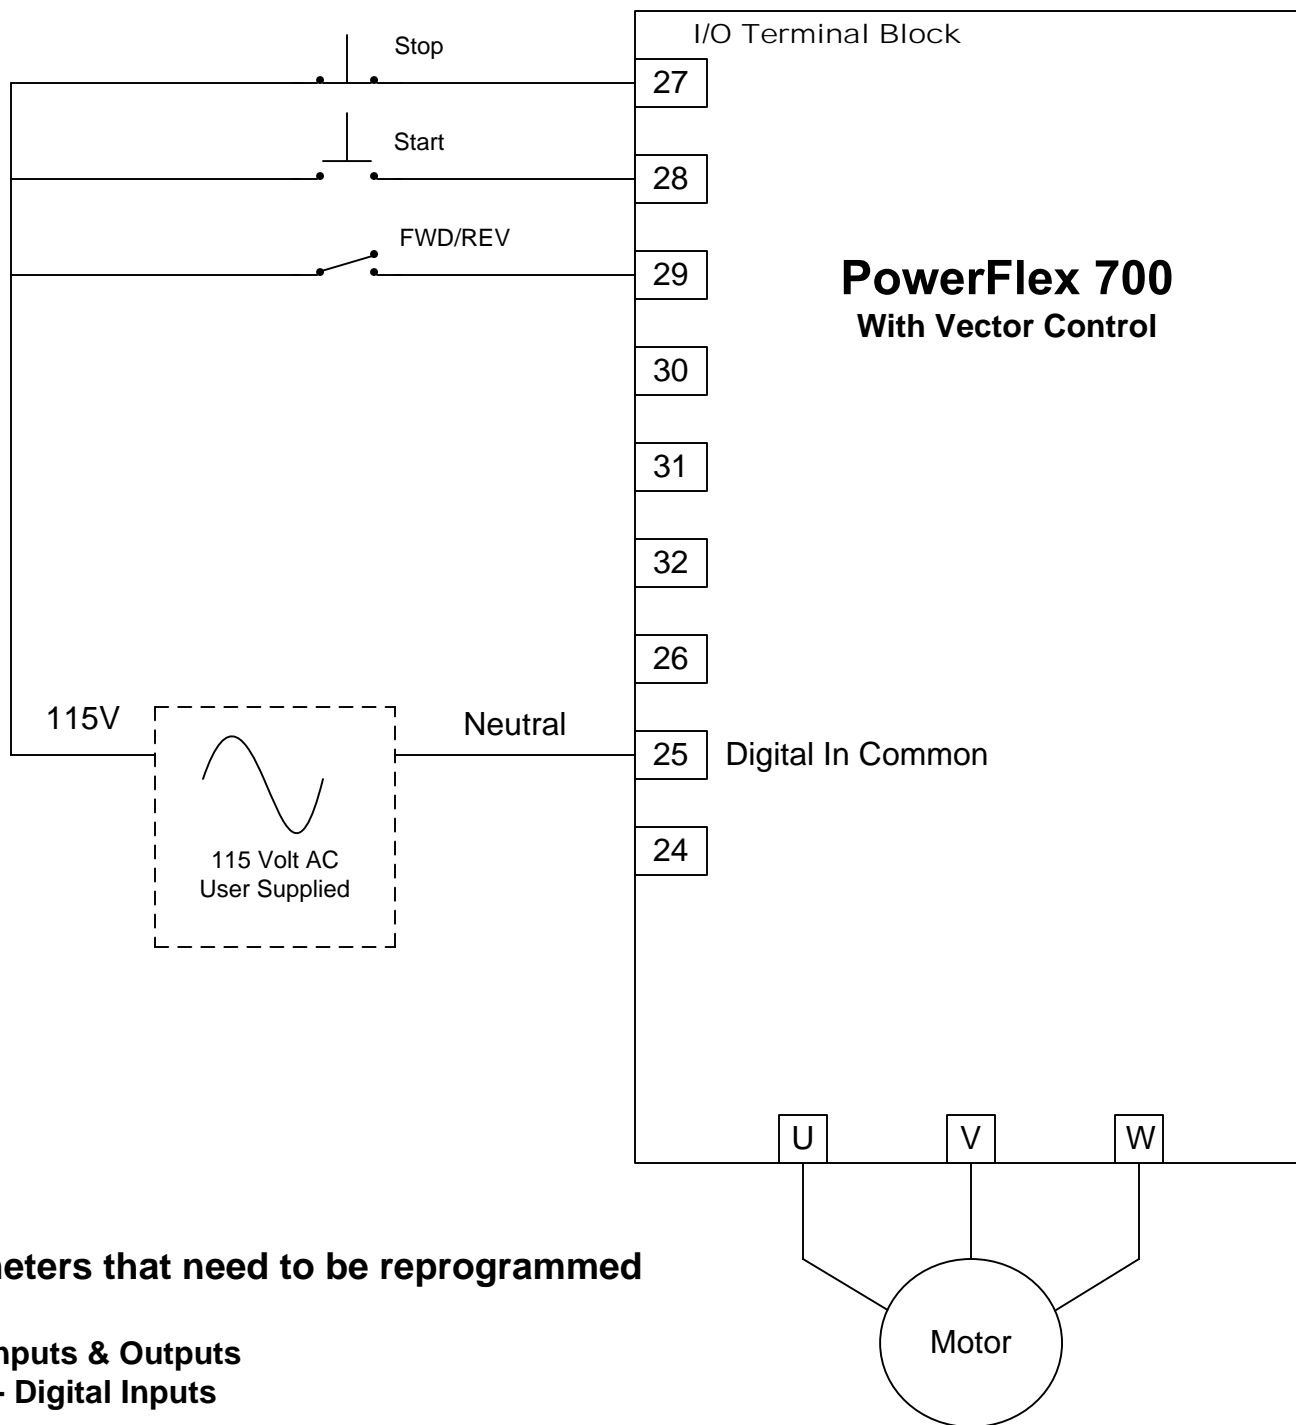 I/O Terminal Block
Stop
27
Start
28
FWD/REV
29
PowerFlex 700
With Vector Control
30
31
32
26
115V
Neutral
25
Digital In Common
115 Volt AC
User Supplied
24
U
V
W
that need to be reprogrammed
& Outputs
- Digital Inputs
Motor